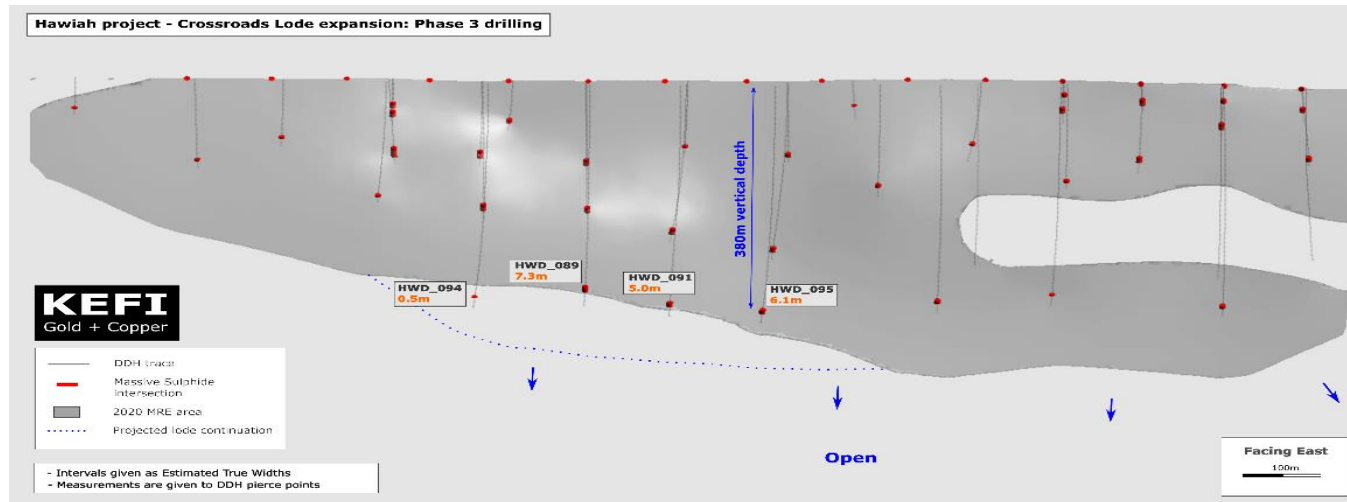 Hawiah project - Crossroads Lode expansion: Phase 3 drilling
380m vertical depth
HWD_094
0.5m
HWD_089
7.3m
HWD_091
5.0m
HWD_095
6.1m
KEFI
Gold + Copper
DDH trace
Massive Sulphide
Intersection
2020 MRE area
Projected lode continuation
- Intervals given as Estimated True Widths
- Measurements are given to DDH pierce points
Open
Facing East
100m